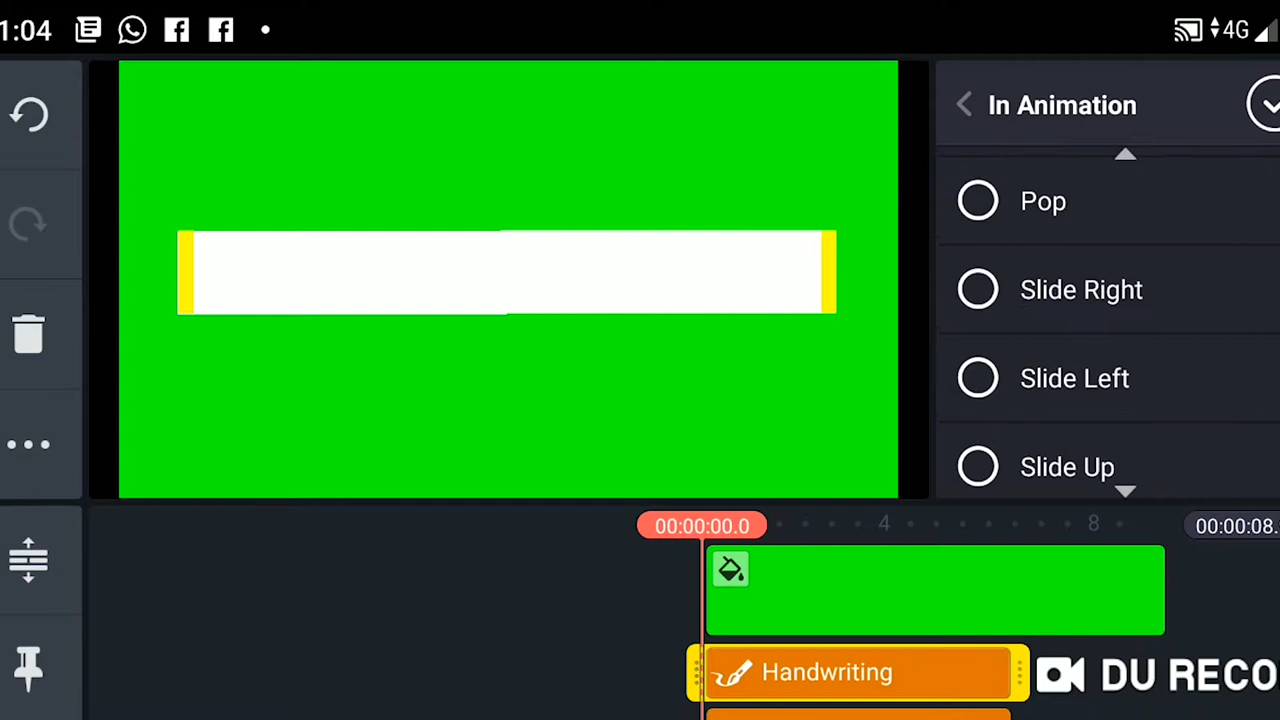 1:04
4G
In Animation
Pop
Slide Right
Slide Left
Slide Up
00:00:00.0
4
8
00:00:08.
Handwriting
DU RECO